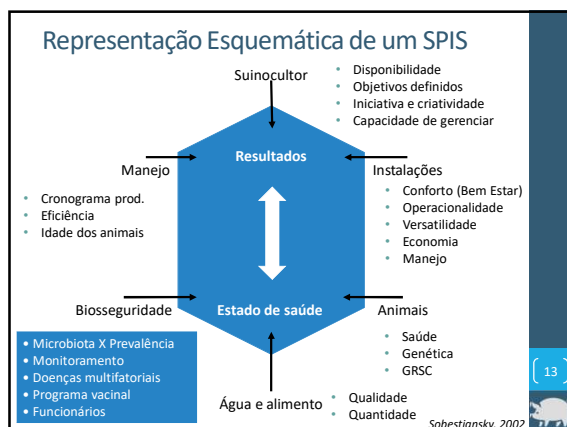 Representação Esquemática de um SPIS
Suinocultor
• Disponibilidade
• Objetivos definidos
• Iniciativa e criatividade
• Capacidade de gerenciar
Resultados
Manejo
• Cronograma prod.
• Eficiência
• Idade dos animais
Instalações
• Conforto (Bem Estar)
• Operacionalidade
• Versatilidade
• Economia
• Manejo
Biosseguridade
Estado de saúde
Animais
• Saúde
• Genética
• GRSC
• Microbiota X Prevalência
• Monitoramento
• Doenças multifatoriais
• Programa vacinal
• Funcionários
Água e alimento
• Qualidade
• Quantidade
13
Sobestiansky, 2002